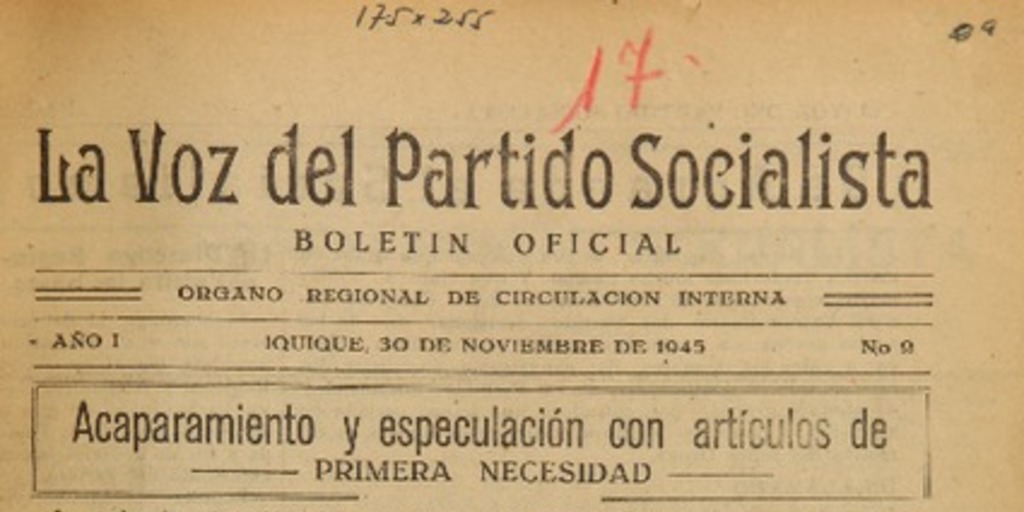 175 x 255
17.
La Voz del Partido Socialista
BOLETIN OFICIAL
ORGANO REGIONAL DE CIRCULACION INTERNA
AÑO I IQUIQUE, 30 DE NOVIEMBRE DE 1945 No 9
Acaparamiento y especulación con artículos de
PRIMERA NECESIDAD